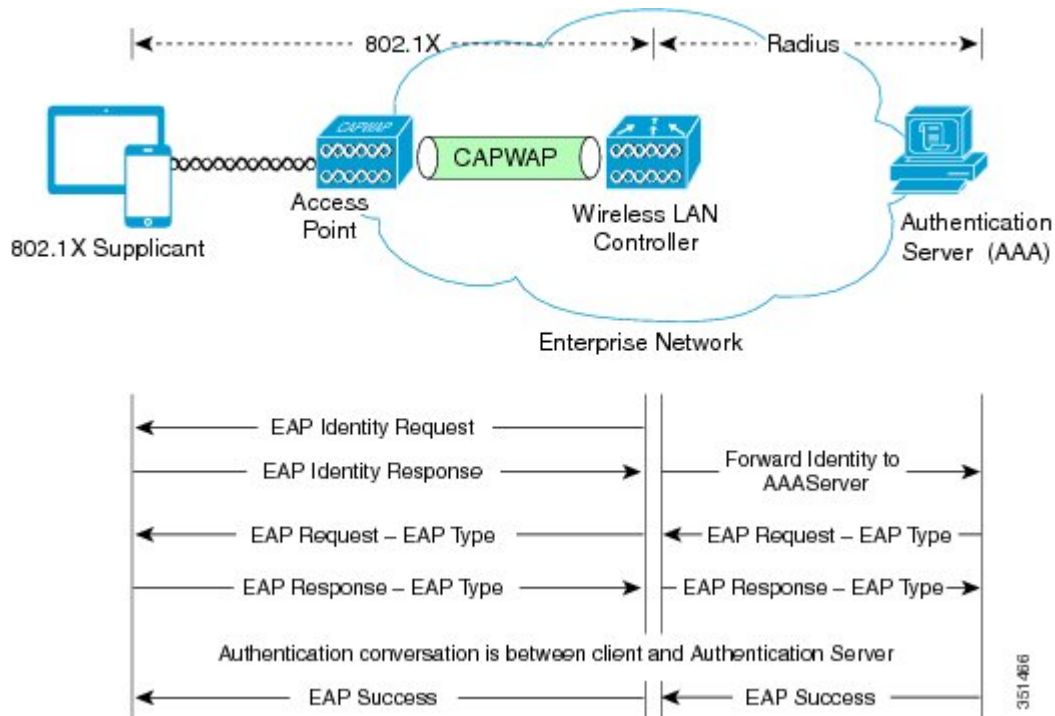 802.1X
Radius
CAPWAP
CAPWAP
Access
Point
Wireless LAN
Controller
802.1X Supplicant
Authentication
Server (AAA)
Enterprise Network
EAP Identity Request
EAP Identity Response
Forward Identity to
AAAServer
EAP Request – EAP Type
EAP Request – EAP Type
EAP Response – EAP Type
EAP Response – EAP Type
Authentication conversation is between client and Authentication Server
EAP Success
EAP Success
351466